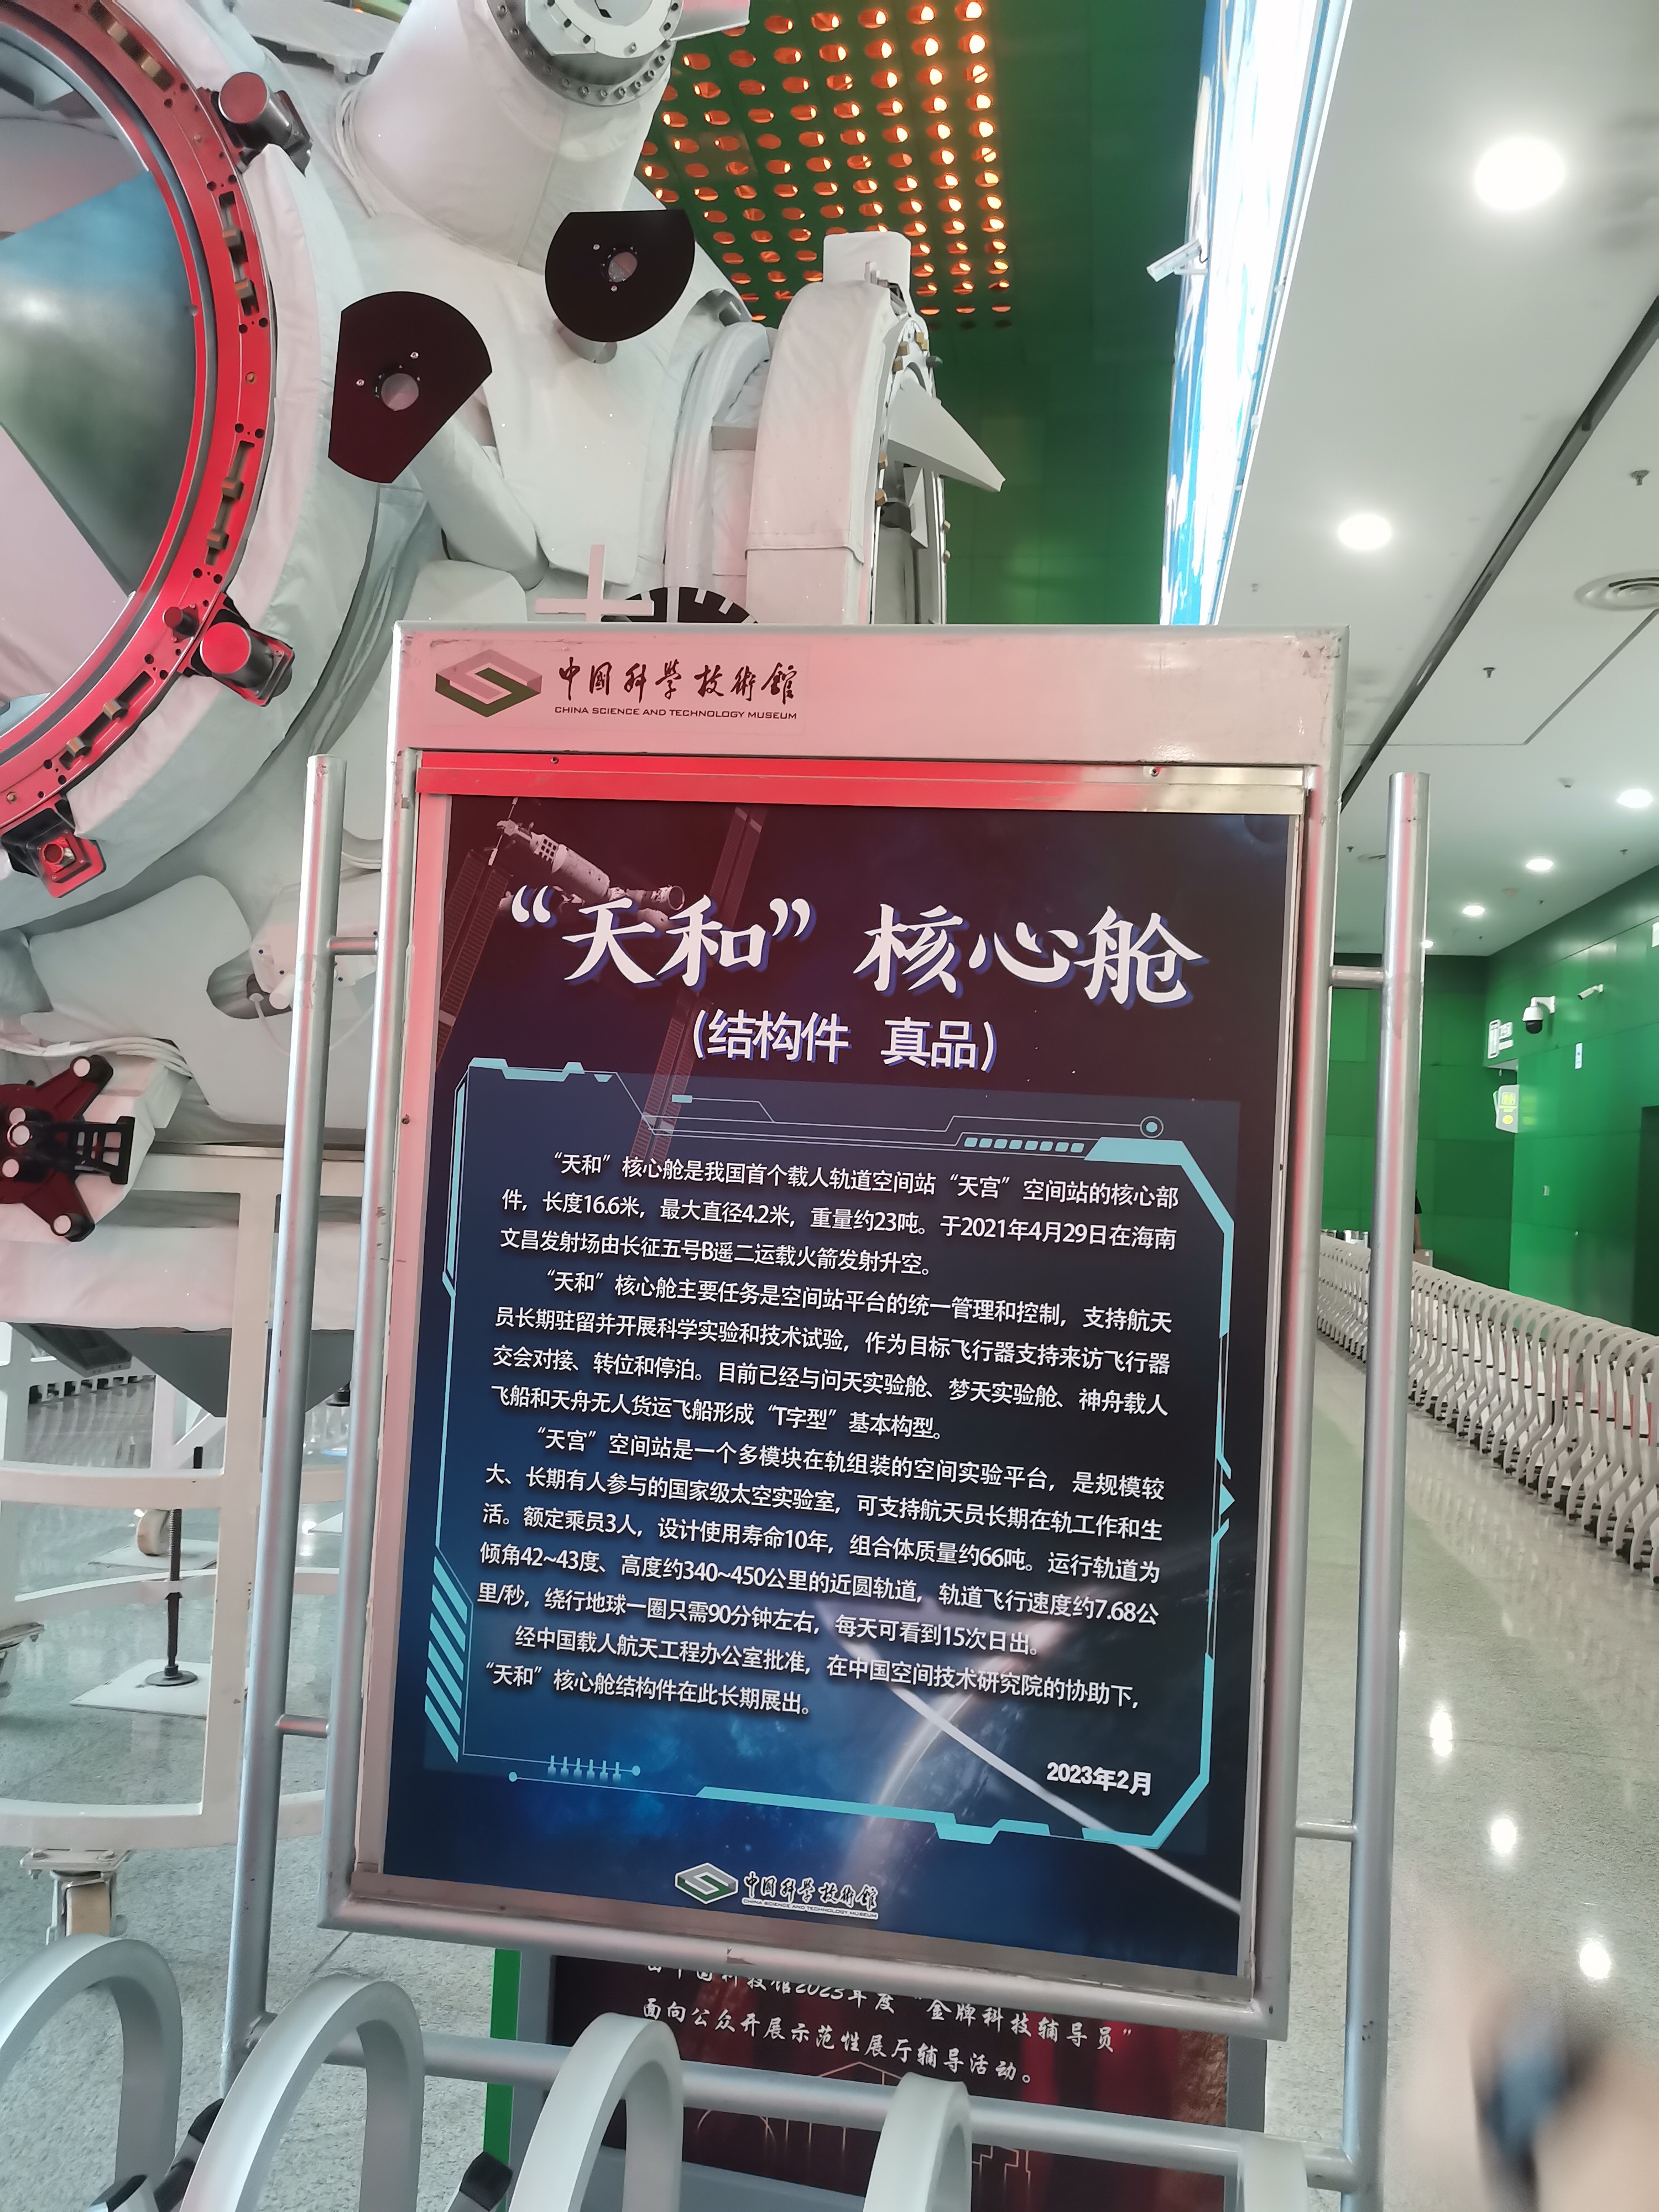 中国科学技術館
CHINA SCIENCE AND TECHNOLOGY MUSEUM
“天和”核心舱
(结构件 真品)
“天和”核心舱是我国首个载人轨道空间站“天宫”空间站的核心部
件，长度16.6米，最大直径4.2米，重量约23吨。于2021年4月29日在海南
文昌发射场由长征五号B遥二运载火箭发射升空。
“天和”核心舱主要任务是空间站平台的统一管理和控制，支持航天
员长期驻留并开展科学实验和技术试验，作为目标飞行器支持来访飞行器
交会对接、转位和停泊。目前已经与问天实验舱、梦天实验舱、神舟载人
飞船和天舟无人货运飞船形成“T字型”基本构型。
“天宫”空间站是一个多模块在轨组装的空间实验平台，是规模较
大、长期有人参与的国家级太空实验室，可支持航天员长期在轨工作和生
活。额定乘员3人，设计使用寿命10年，组合体质量约66吨。运行轨道为
倾角42~43度、高度约340~450公里的近圆轨道，轨道飞行速度约7.68公
里/秒，绕行地球一圈只需90分钟左右，每天可看到15次日出。
经中国载人航天工程办公室批准，在中国空间技术研究院的协助下，
“天和”核心舱结构件在此长期展出。
2023年2月
中国科学技術館
CHINA SCIENCE AND TECHNOLOGY MUSEUM
中国科技馆2023年度“金牌科技辅导员”
面向公众开展示范性展厅辅导活动。